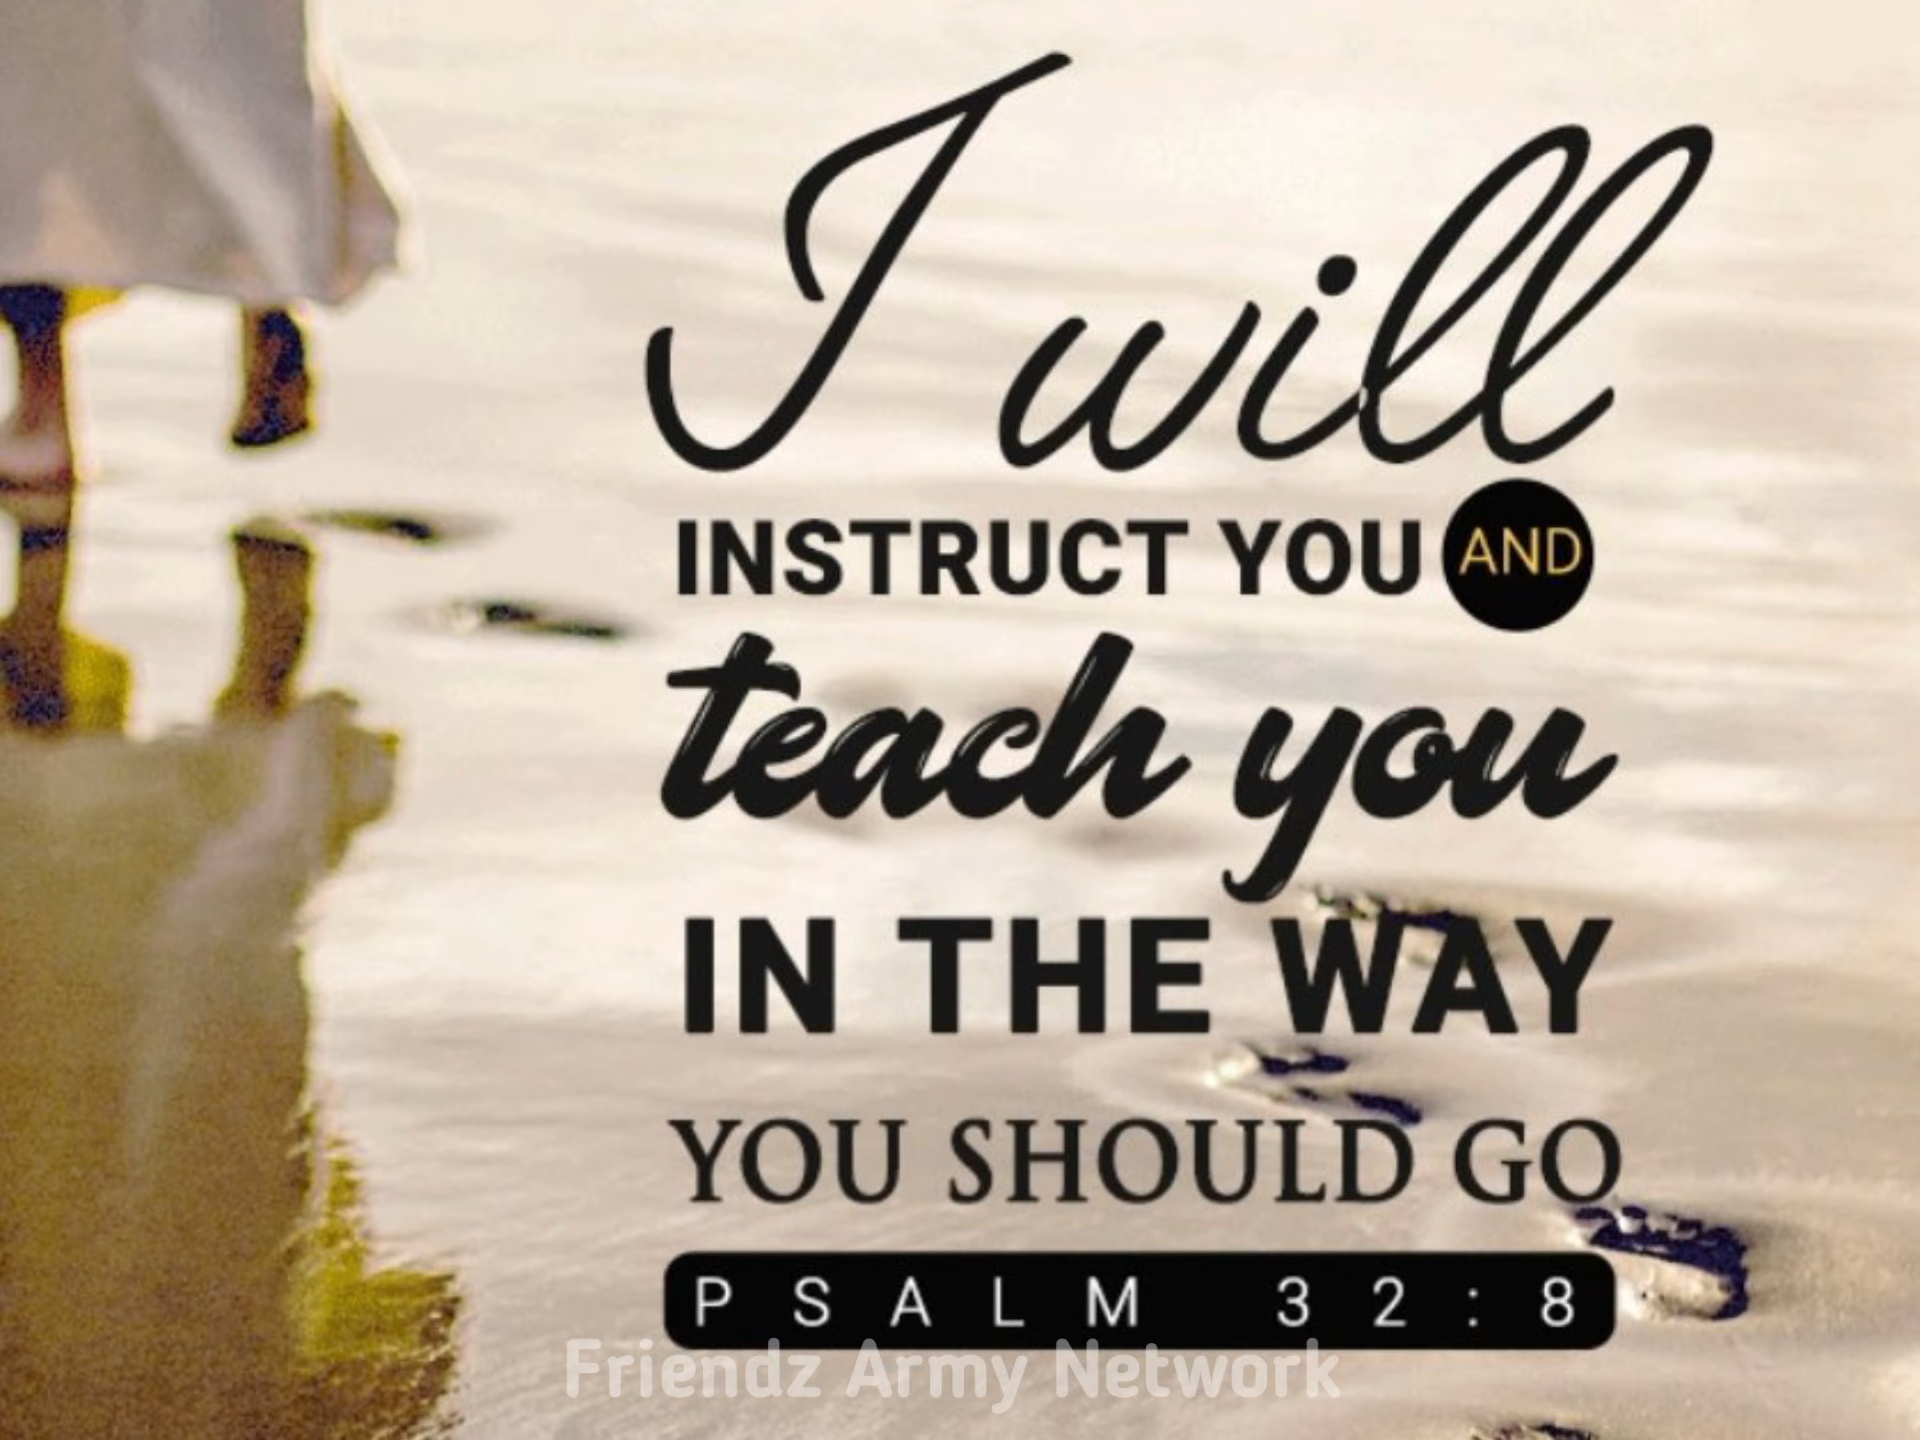 I will
INSTRUCT YOU AND
teach you
IN THE WAY
YOU SHOULD GO
PSALM 32:8
Friendz Army Network